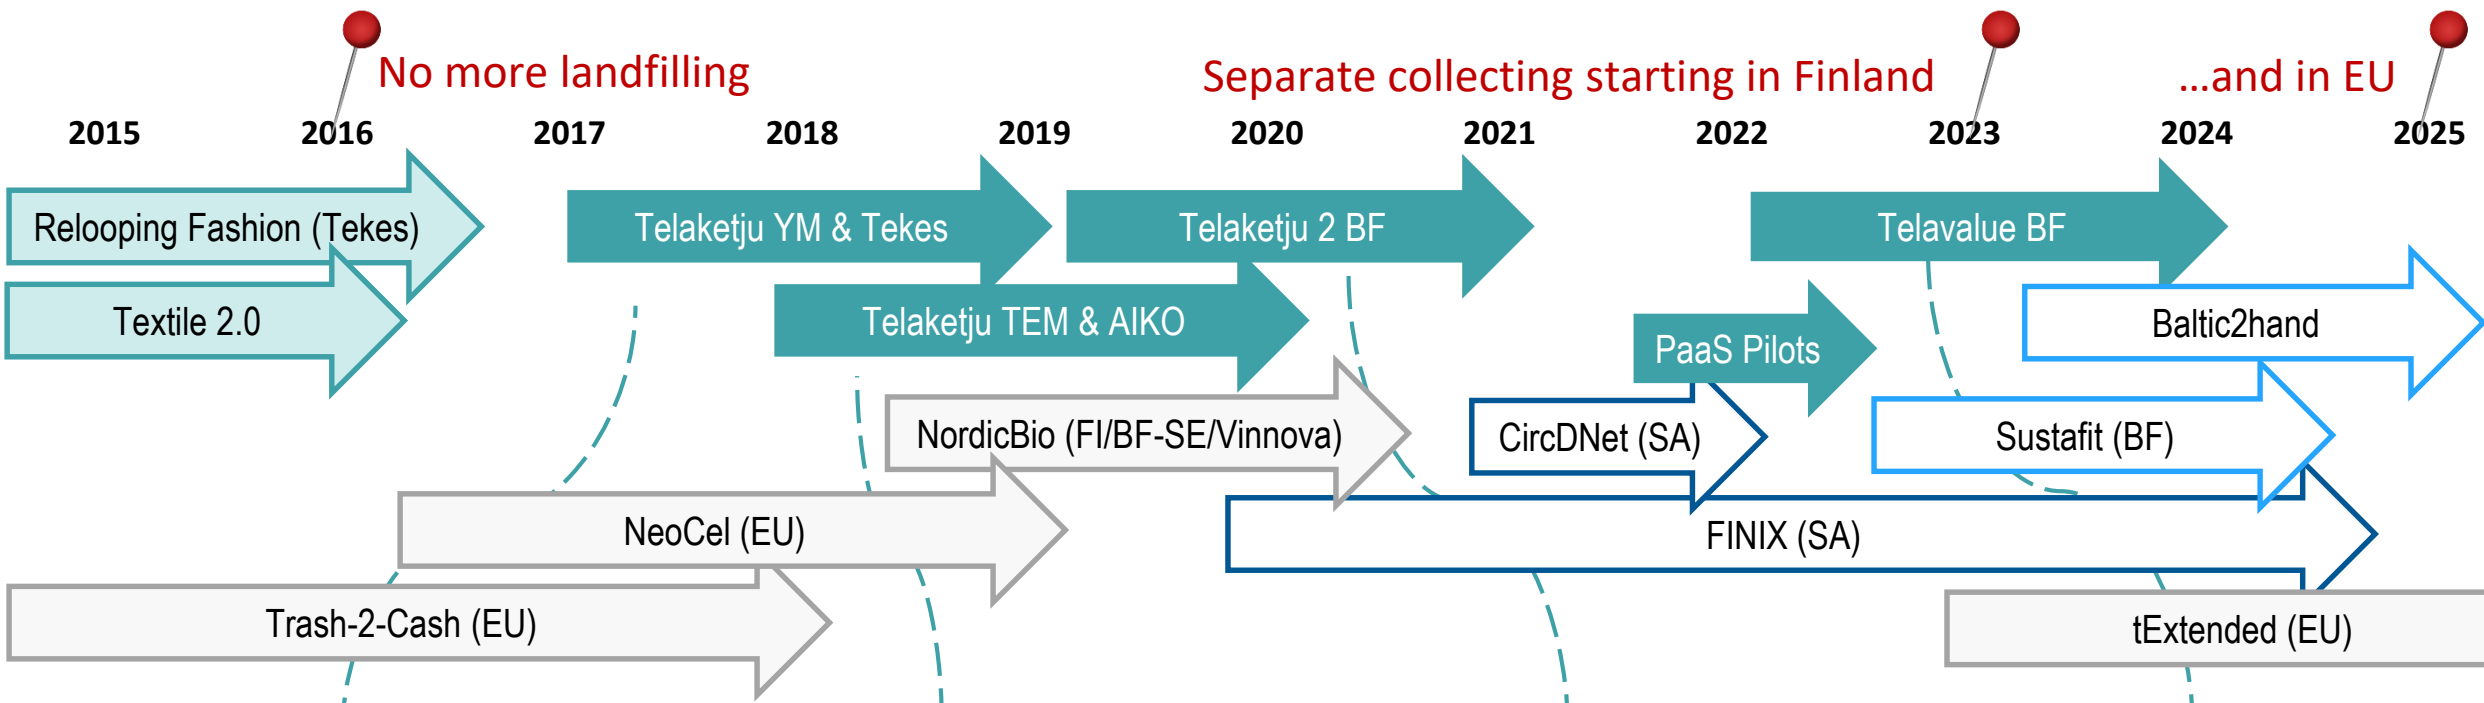 No more landfilling
Separate collecting starting in Finland
...and in EU
2015 2016 2017 2018 2019 2020 2021 2022 2023 2024 2025
Relooping Fashion (Tekes)
Telaketju YM & Tekes
Telaketju 2 BF
Telavalue BF
Textile 2.0
Telaketju TEM & AIKO
PaaS Pilots
Baltic2hand
NordicBio (FI/BF-SE/Vinnova)
CircDNet (SA)
Sustafit (BF)
NeoCel (EU)
FINIX (SA)
Trash-2-Cash (EU)
tExtended (EU)